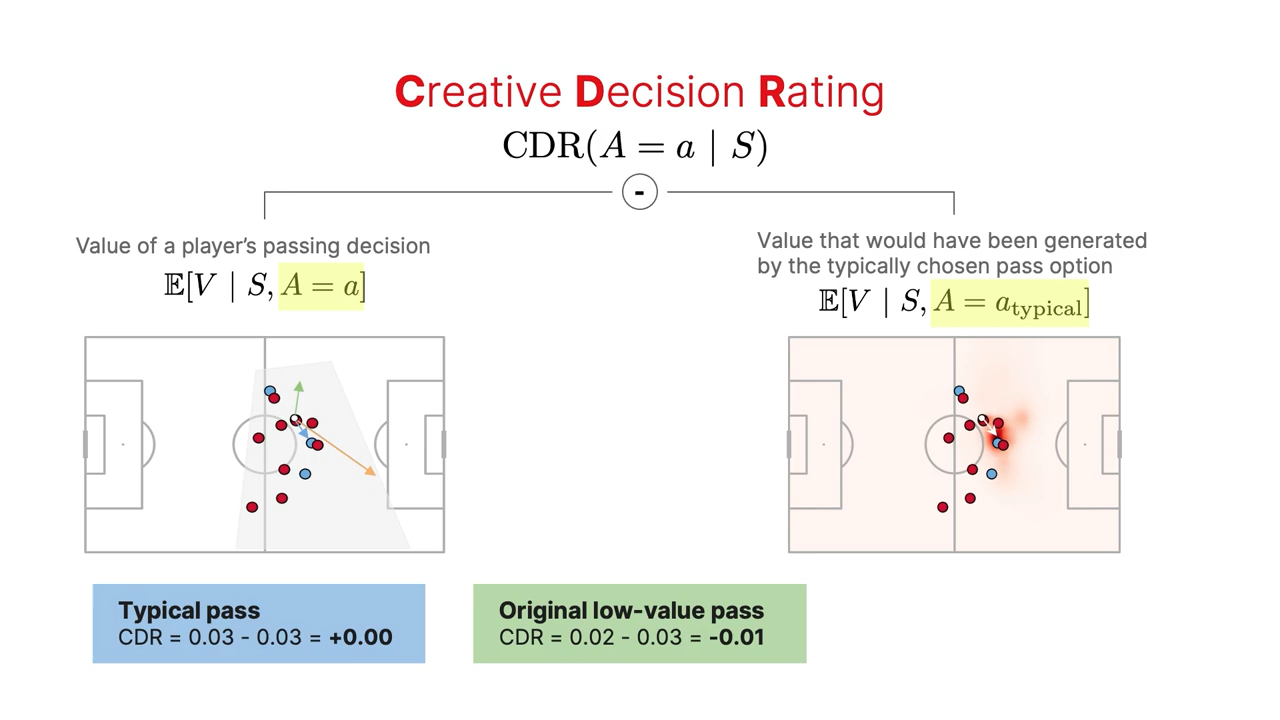 Creative Decision Rating
CDR(A = a | S)
-
Value of a player's passing decision
𝔼[V | S, A = a]
Value that would have been generated
by the typically chosen pass option
𝔼[V | S, A = a_typical]
Typical pass
CDR = 0.03 - 0.03 = +0.00
Original low-value pass
CDR = 0.02 - 0.03 = -0.01